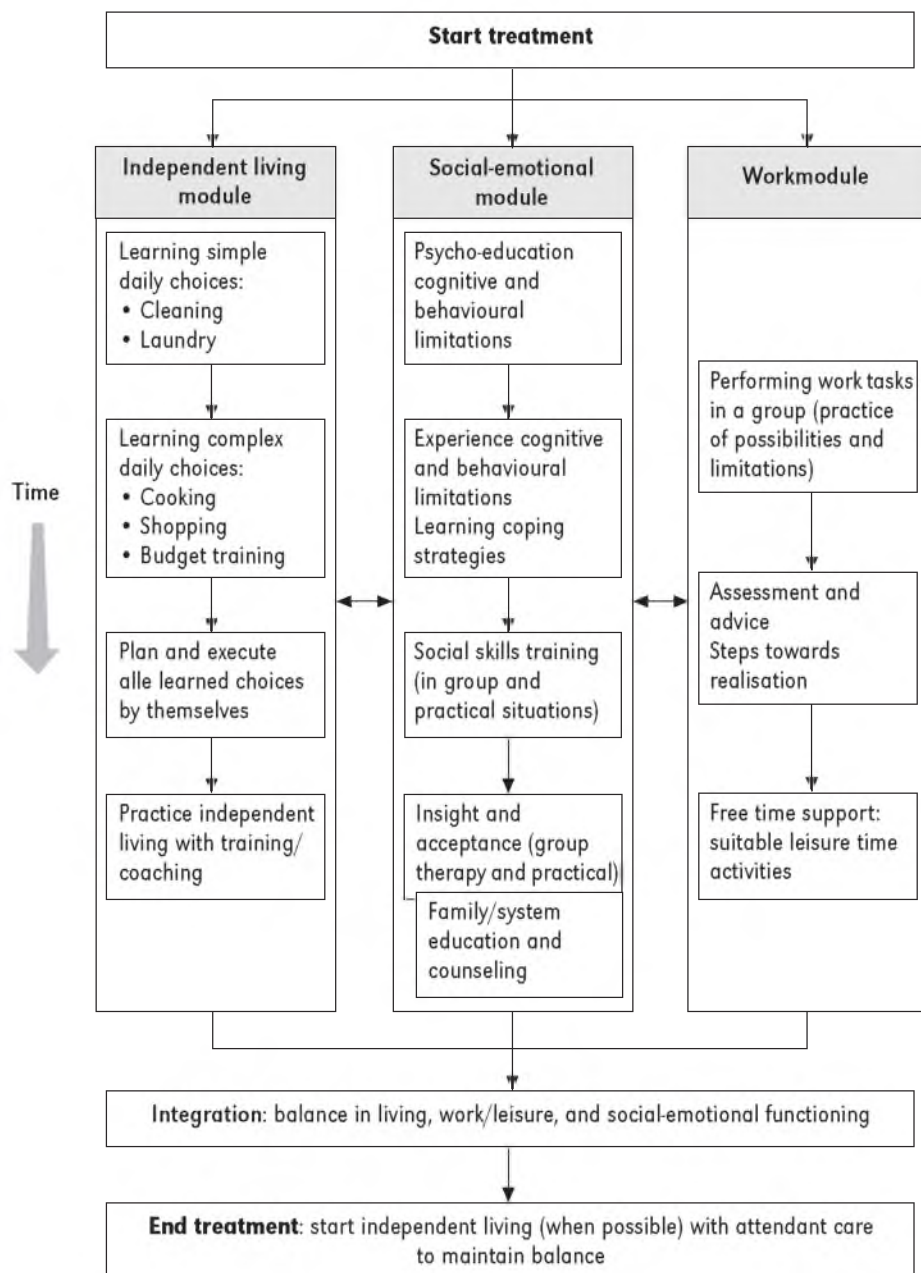 Start treatment
Independent living
module
Learning simple
daily choices:
• Cleaning
• Laundry
Learning complex
daily choices:
• Cooking
• Shopping
• Budget training
Plan and execute
alle learned choices
by themselves
Practice independent
living with training/
coaching
Social-emotional
module
Psycho-education
cognitive and
behavioural
limitations
Experience cognitive
and behavioural
limitations
Learning coping
strategies
Social skills training
(in group and
practical situations)
Insight and
acceptance (group
therapy and practical)
Family/system
education and
counseling
Workmodule
Performing work tasks
in a group (practice
of possibilities and
limitations)
Assessment and
advice
Steps towards
realisation
Free time support:
suitable leisure time
activities
Time
Integration: balance in living, work/leisure, and social-emotional functioning
End treatment: start independent living (when possible) with attendant care
to maintain balance